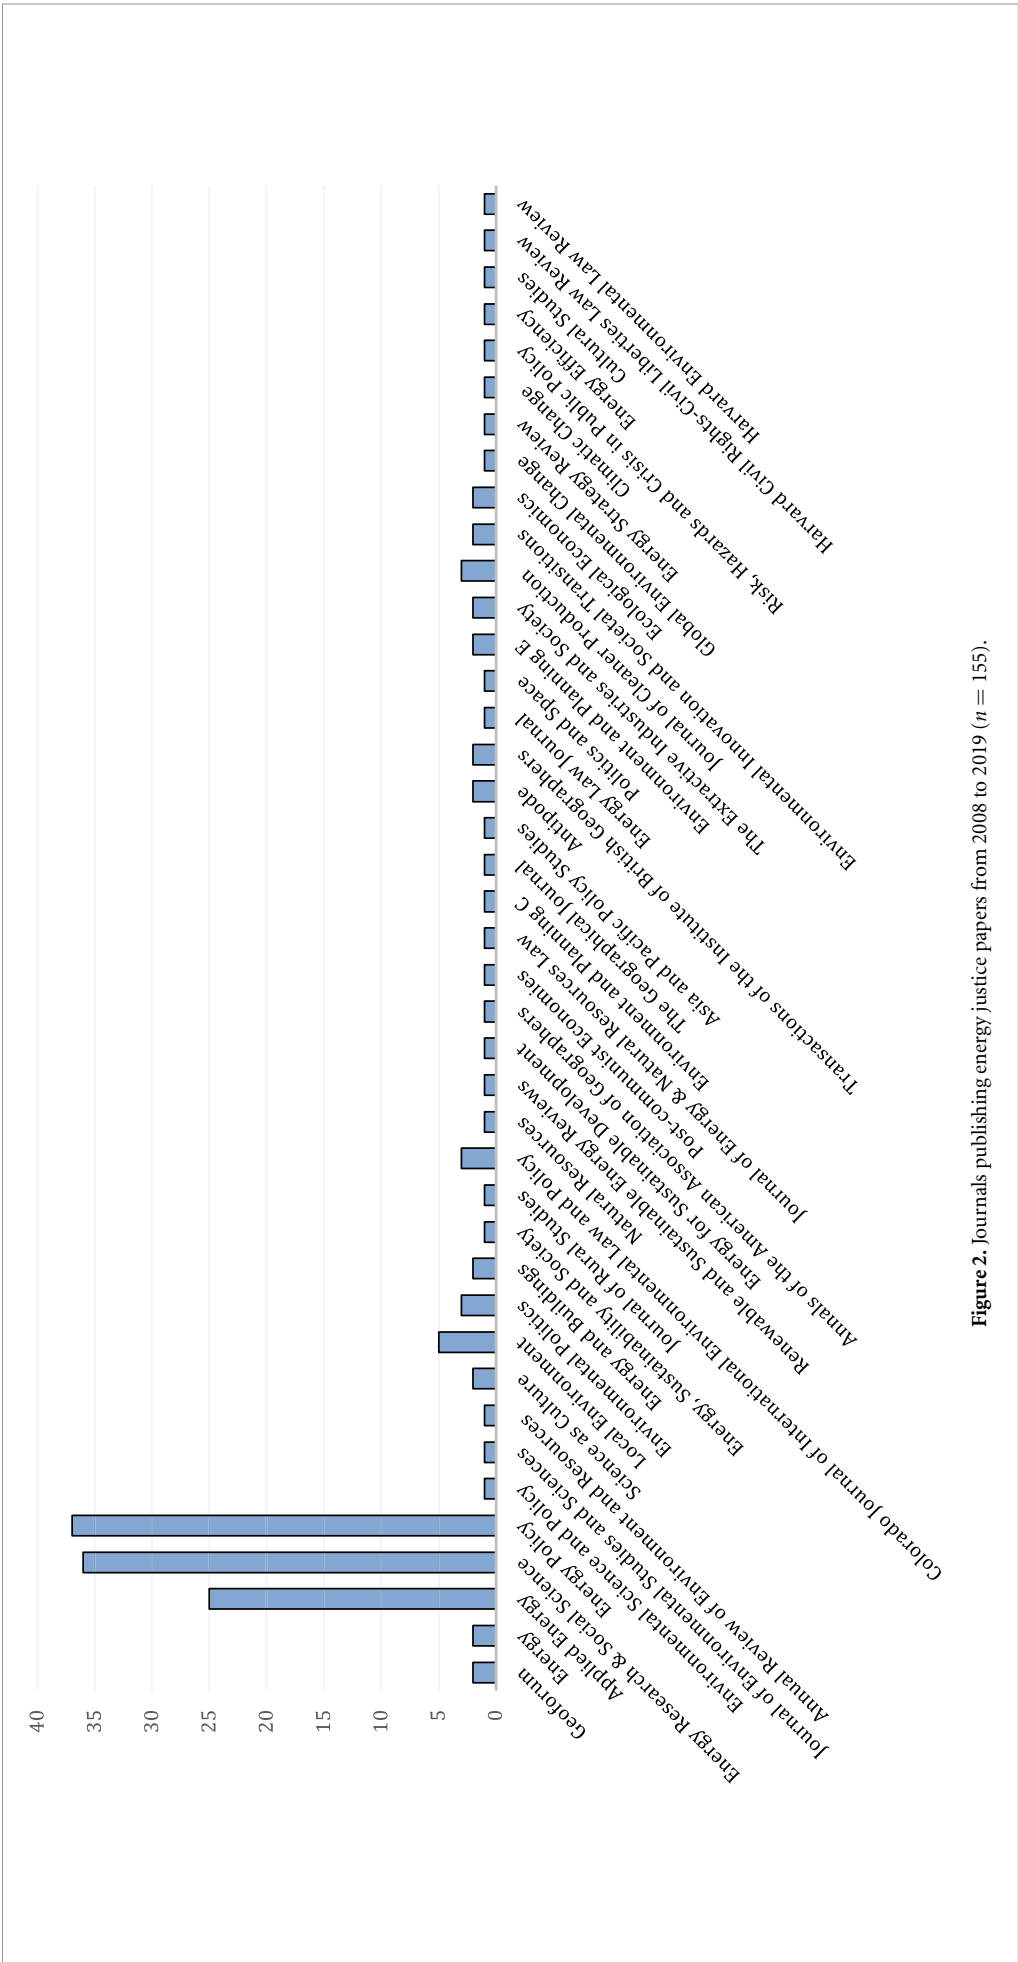 40
35
30
25
20
15
10
5
0
Geoforum
Energy
Applied Energy
Energy Research & Social Science
Energy Policy
Environmental Science and Policy
Journal of Environmental Studies and Sciences
Annual Review of Environment and Resources
Science as Culture
Local Environment
Environmental Politics
Energy and Buildings
Energy, Sustainability and Society
Journal of Rural Studies
Colorado Journal of International Environmental Law and Policy
Natural Resources
Renewable and Sustainable Energy Reviews
Energy for Sustainable Development
Annals of the American Association of Geographers
Post-communist Economies
Journal of Energy & Natural Resources Law
Environment and Planning C
The Geographical Journal
Asia and Pacific Policy Studies
Antipode
Transactions of the Institute of British Geographers
Energy Law Journal
Politics and Space
Environment and Planning E
The Extractive Industries and Society
Journal of Cleaner Production
Environmental Innovation and Societal Transitions
Ecological Economics
Global Environmental Change
Energy Strategy Review
Climatic Change
Risk, Hazards and Crisis in Public Policy
Energy Efficiency
Cultural Studies
Harvard Civil Rights-Civil Liberties Law Review
Harvard Environmental Law Review
Figure 2. Journals publishing energy justice papers from 2008 to 2019 (n = 155).